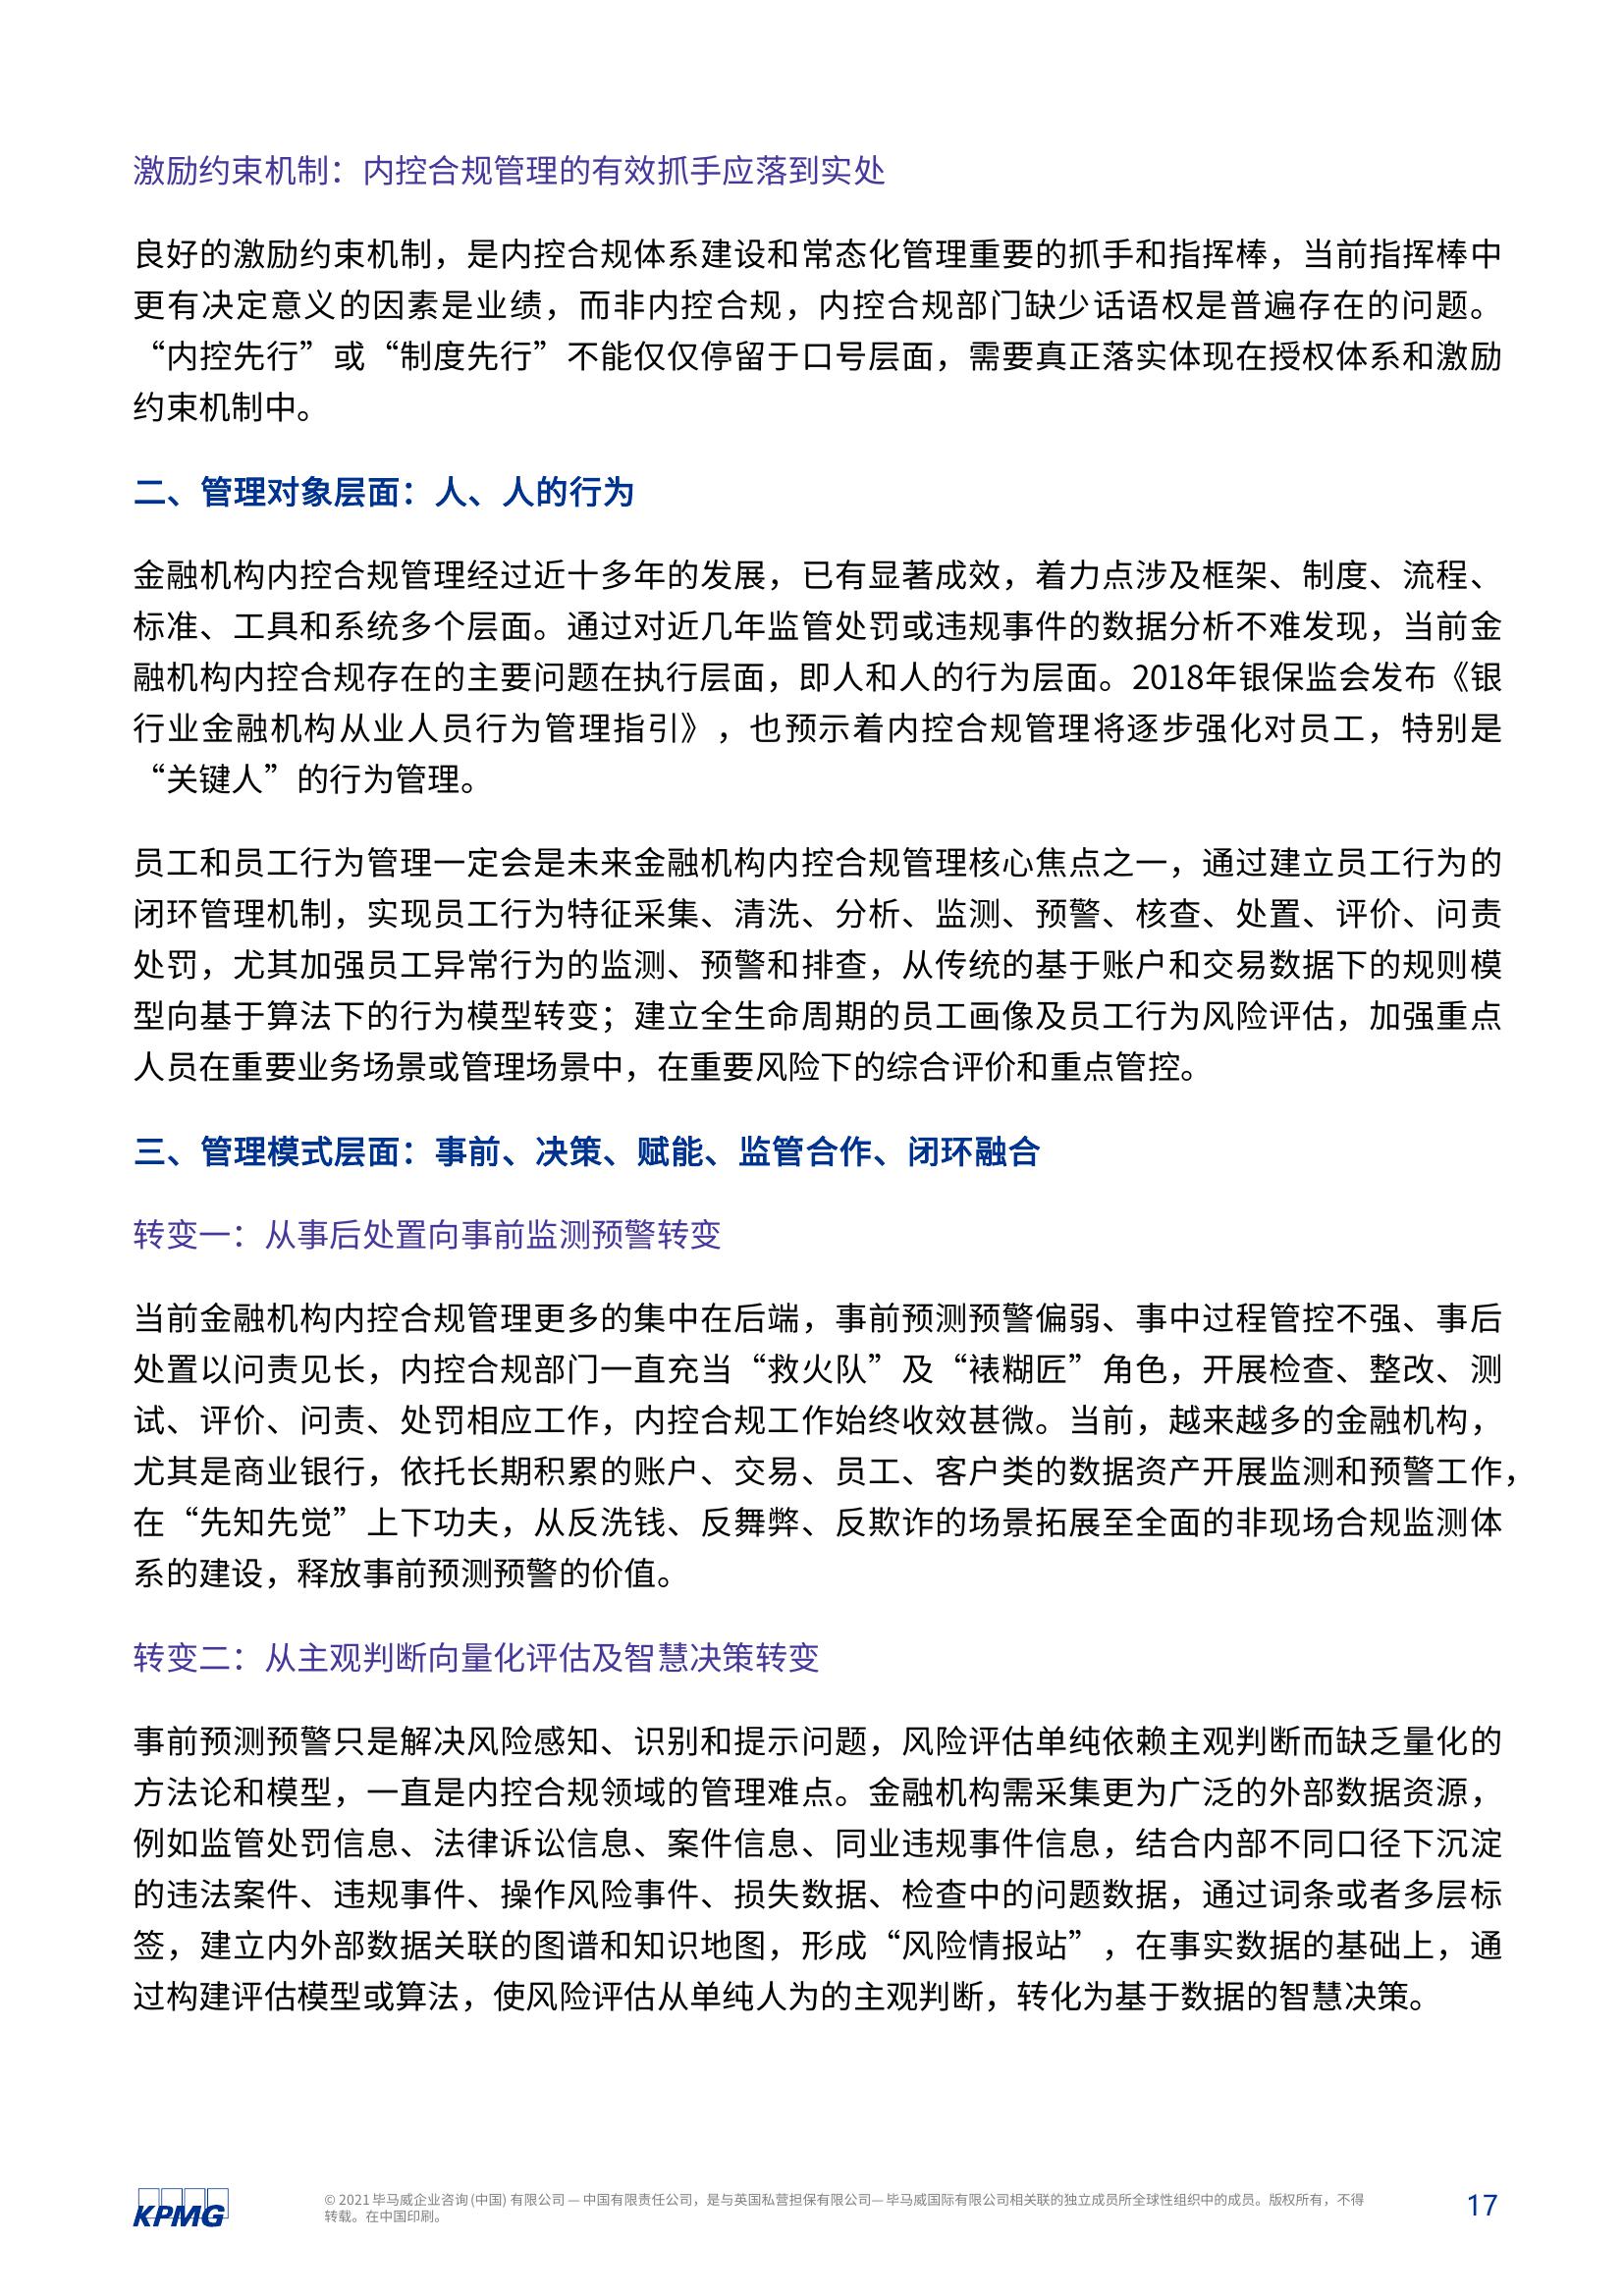 激励约束机制：内控合规管理的有效抓手应落到实处
良好的激励约束机制，是内控合规体系建设和常态化管理重要的抓手和指挥棒，当前指挥棒中
更有决定意义的因素是业绩，而非内控合规，内控合规部门缺少话语权是普遍存在的问题。
“内控先行”或“制度先行”不能仅仅停留于口号层面，需要真正落实体现在授权体系和激励
约束机制中。
二、管理对象层面：人、人的行为
金融机构内控合规管理经过近十多年的发展，已有显著成效，着力点涉及框架、制度、流程、
标准、工具和系统多个层面。通过对近几年监管处罚或违规事件的数据分析不难发现，当前金
融机构内控合规存在的主要问题在执行层面，即人和人的行为层面。2018年银保监会发布《银
行业金融机构从业人员行为管理指引》，也预示着内控合规管理将逐步强化对员工，特别是
“关键人”的行为管理。
员工和员工行为管理一定会是未来金融机构内控合规管理核心焦点之一，通过建立员工行为的
闭环管理机制，实现员工行为特征采集、清洗、分析、监测、预警、核查、处置、评价、问责
处罚，尤其加强员工异常行为的监测、预警和排查，从传统的基于账户和交易数据下的规则模
型向基于算法下的行为模型转变；建立全生命周期的员工画像及员工行为风险评估，加强重点
人员在重要业务场景或管理场景中，在重要风险下的综合评价和重点管控。
三、管理模式层面：事前、决策、赋能、监管合作、闭环融合
转变一：从事后处置向事前监测预警转变
当前金融机构内控合规管理更多的集中在后端，事前预测预警偏弱、事中过程管控不强、事后
处置以问责见长，内控合规部门一直充当“救火队”及“裱糊匠”角色，开展检查、整改、测
试、评价、问责、处罚相应工作，内控合规工作始终收效甚微。当前，越来越多的金融机构，
尤其是商业银行，依托长期积累的账户、交易、员工、客户类的数据资产开展监测和预警工作，
在“先知先觉”上下功夫，从反洗钱、反舞弊、反欺诈的场景拓展至全面的非现场合规监测体
系的建设，释放事前预测预警的价值。
转变二：从主观判断向量化评估及智慧决策转变
事前预测预警只是解决风险感知、识别和提示问题，风险评估单纯依赖主观判断而缺乏量化的
方法论和模型，一直是内控合规领域的管理难点。金融机构需采集更为广泛的外部数据资源，
例如监管处罚信息、法律诉讼信息、案件信息、同业违规事件信息，结合内部不同口径下沉淀
的违法案件、违规事件、操作风险事件、损失数据、检查中的问题数据，通过词条或者多层标
签，建立内外部数据关联的图谱和知识地图，形成“风险情报站”，在事实数据的基础上，通
过构建评估模型或算法，使风险评估从单纯人为的主观判断，转化为基于数据的智慧决策。
KPMG
© 2021 毕马威企业咨询 (中国) 有限公司 — 中国有限责任公司，是与英国私营担保有限公司— 毕马威国际有限公司相关联的独立成员所全球性组织中的成员。版权所有，不得
转载。在中国印刷。
17